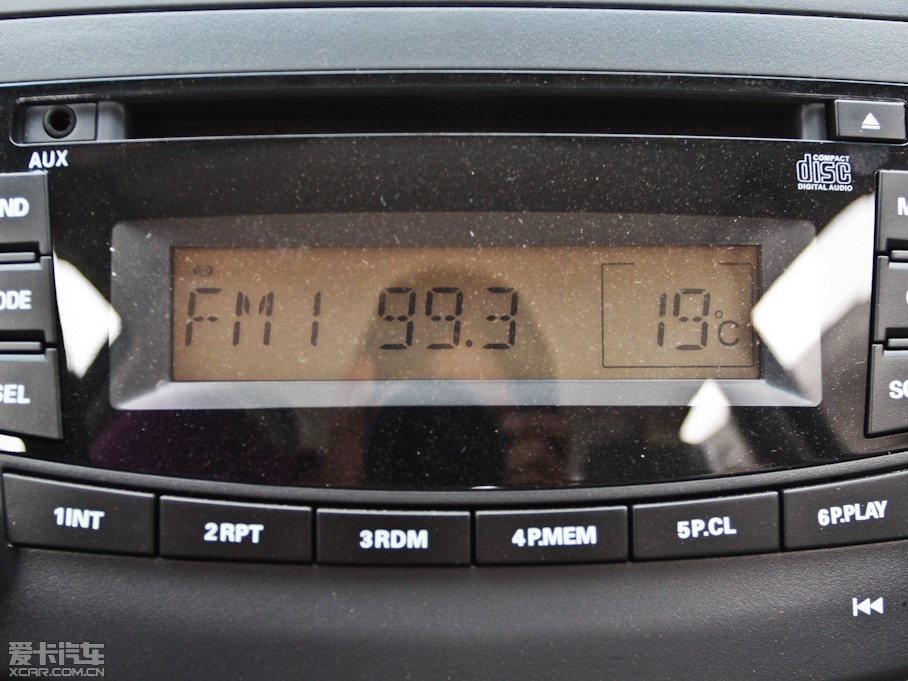 AUX
COMPACT
disc
DIGITAL AUDIO
ND
M
FM1 99.3 19°C
ODE
SEL
SC
1INT
2RPT
3RDM
4P.MEM
5P.CL
6P.PLAY
爱卡汽车
XCAR.COM.CN